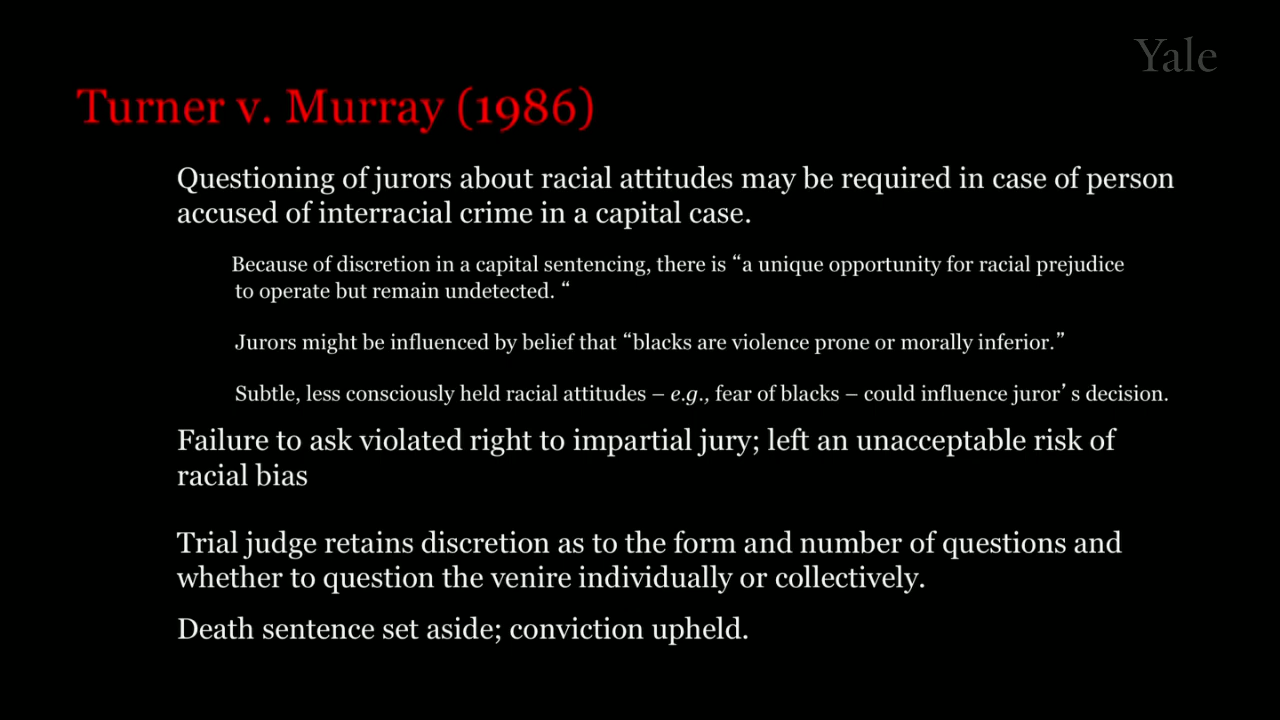 Yale
Turner v. Murray (1986)
Questioning of jurors about racial attitudes may be required in case of person
accused of interracial crime in a capital case.
Because of discretion in a capital sentencing, there is “a unique opportunity for racial prejudice
to operate but remain undetected. “
Jurors might be influenced by belief that “blacks are violence prone or morally inferior.”
Subtle, less consciously held racial attitudes – e.g., fear of blacks – could influence juror’ s decision.
Failure to ask violated right to impartial jury; left an unacceptable risk of
racial bias
Trial judge retains discretion as to the form and number of questions and
whether to question the venire individually or collectively.
Death sentence set aside; conviction upheld.